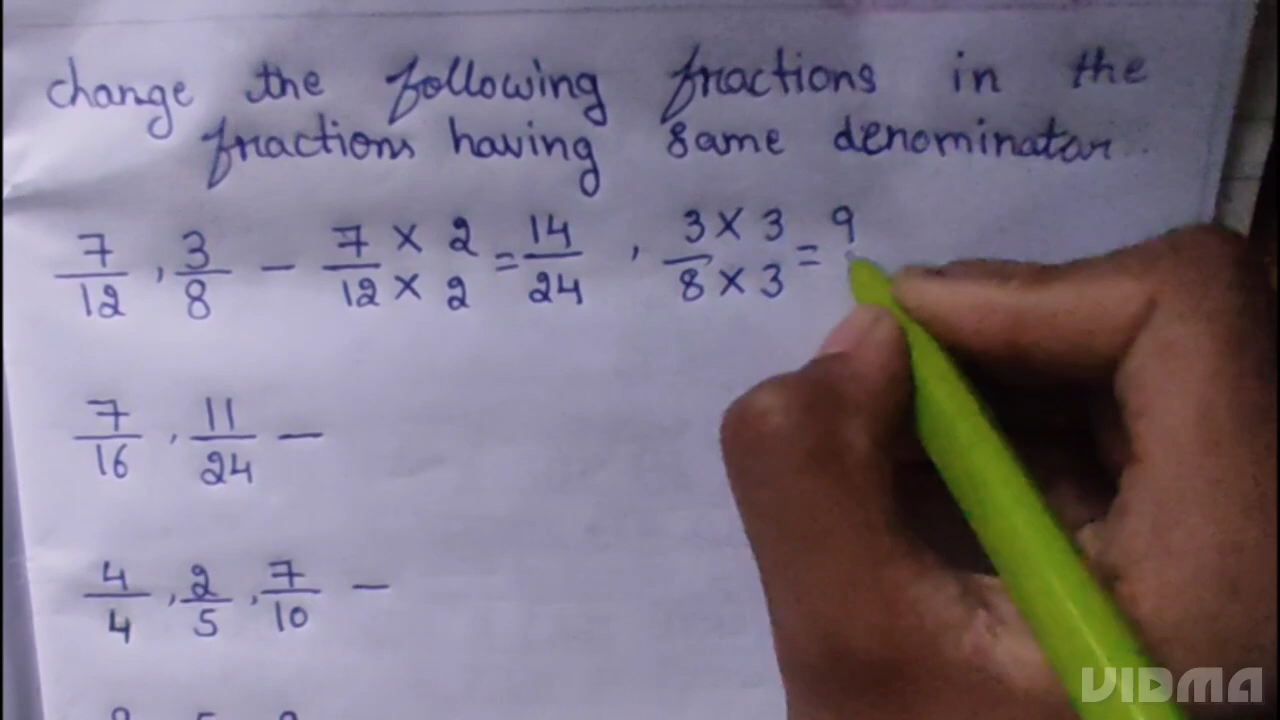 change the following fractions in the
fractions having same denominator
7/12 , 3/8 — 7 × 2 / 12 × 2 = 14/24 , 3 × 3 / 8 × 3 = 9
7/16 , 11/24 —
4/4 , 2/5 , 7/10 —
VIDMA